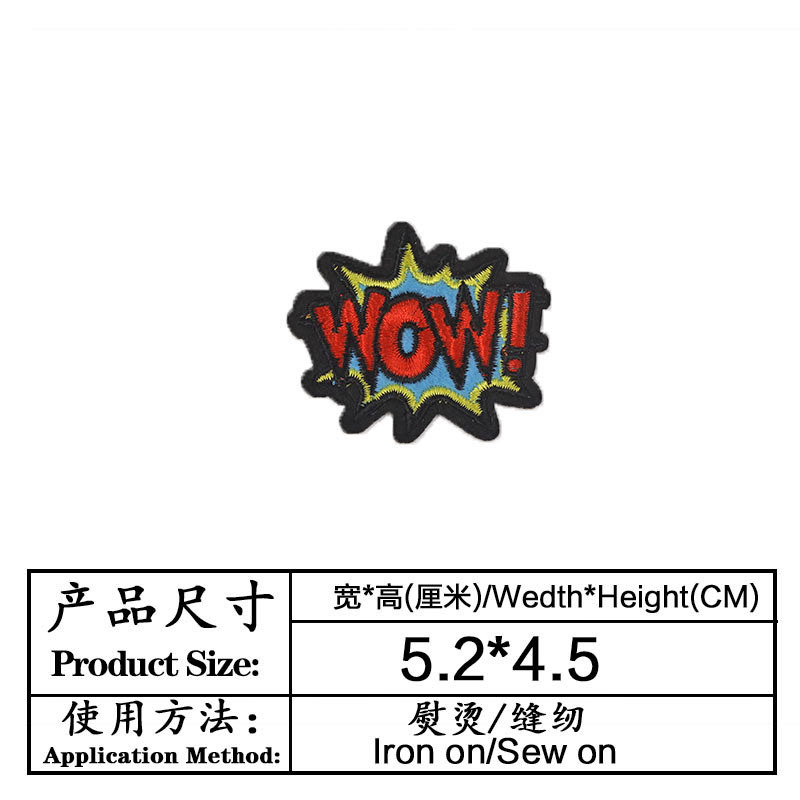 WOW!
产品尺寸
Product Size:
宽*高(厘米)/Wedth*Height(CM)
5.2*4.5
使用方法:
Application Method:
熨烫/缝纫
Iron on/Sew on